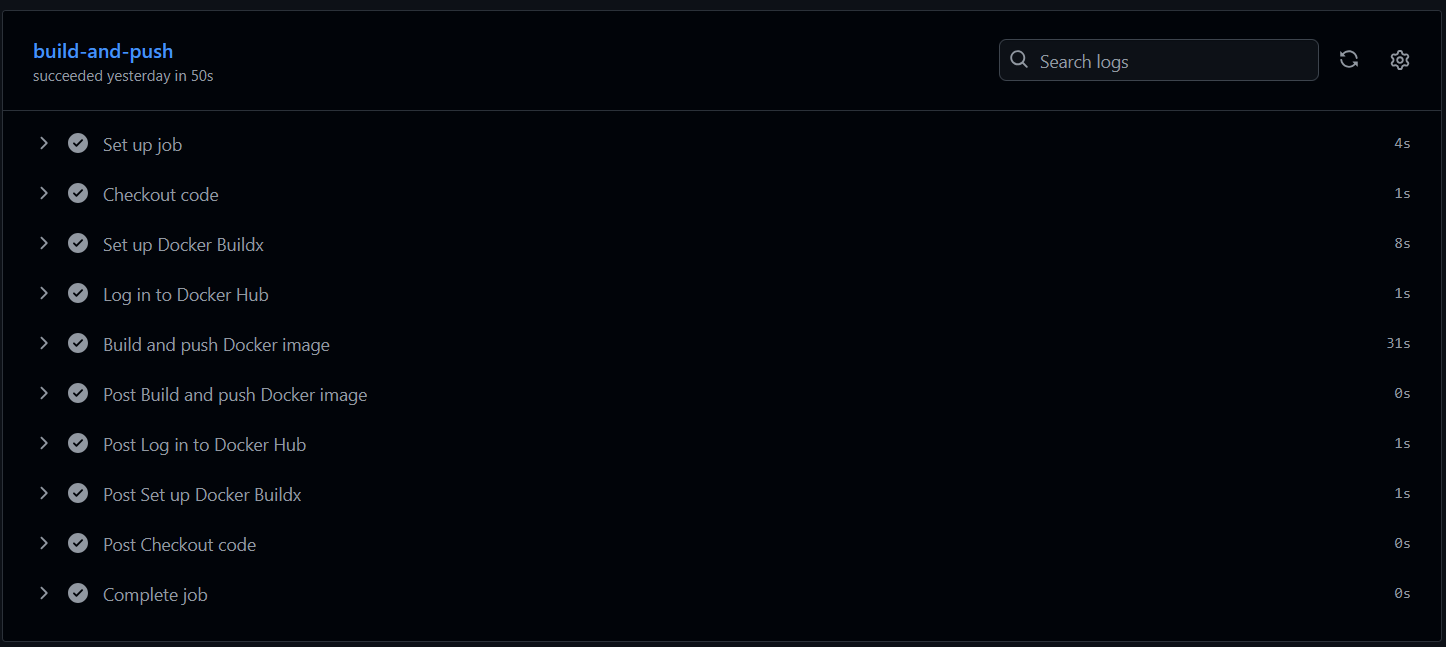 build-and-push
succeeded yesterday in 50s
Search logs
Set up job 4s
Checkout code 1s
Set up Docker Buildx 8s
Log in to Docker Hub 1s
Build and push Docker image 31s
Post Build and push Docker image 0s
Post Log in to Docker Hub 1s
Post Set up Docker Buildx 1s
Post Checkout code 0s
Complete job 0s